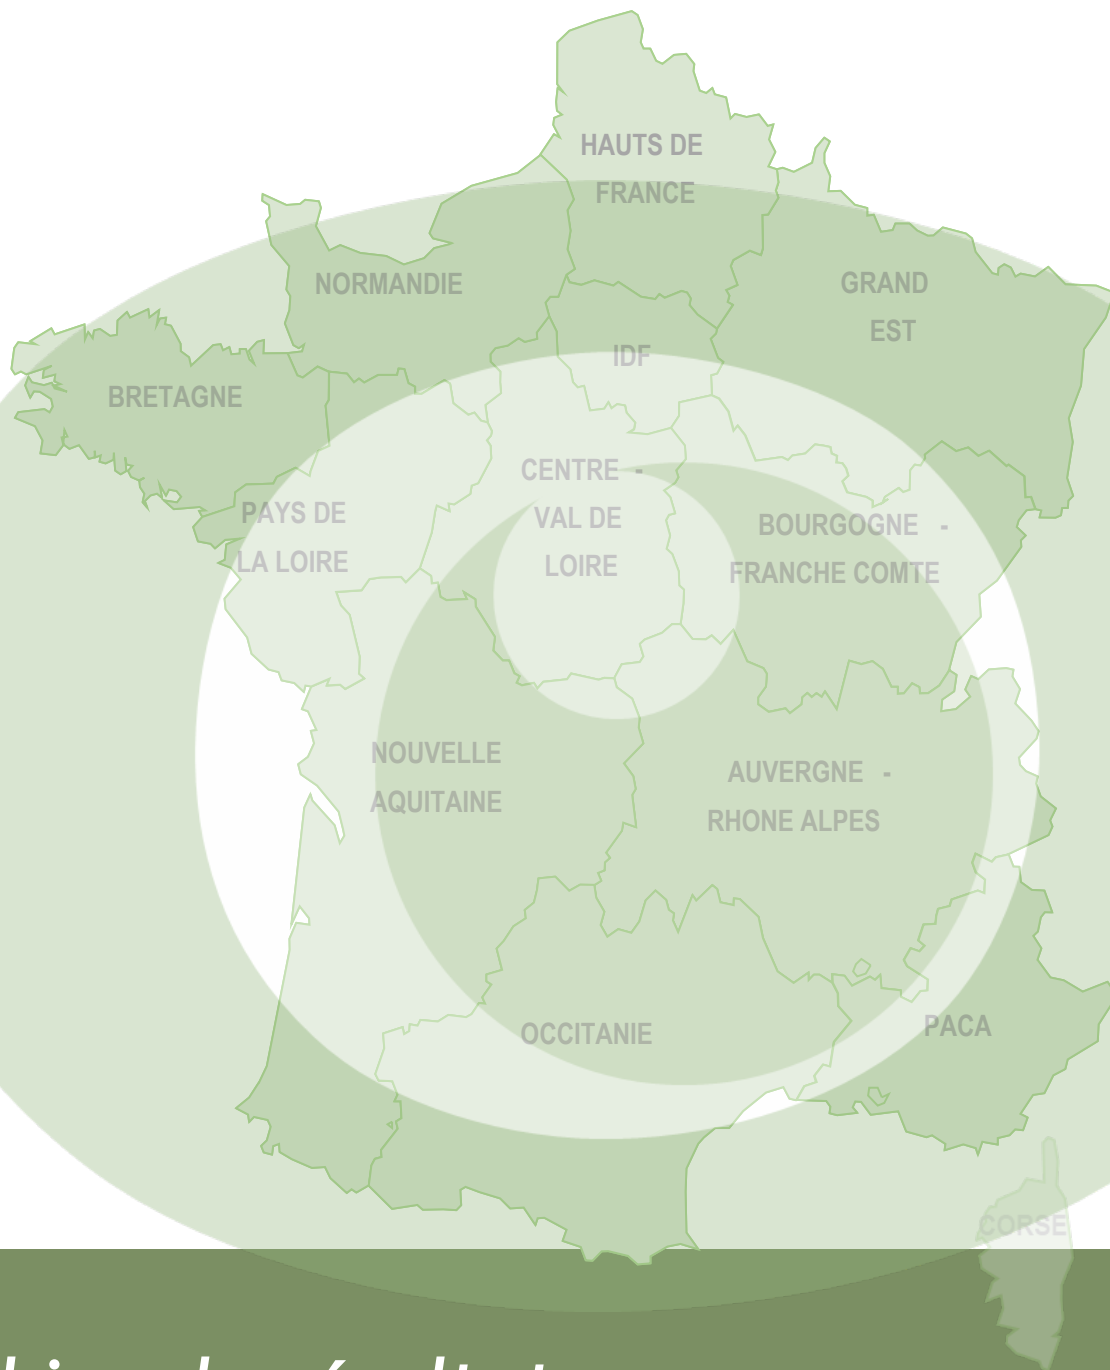 HAUTS DE
FRANCE
NORMANDIE
GRAND
EST
IDF
BRETAGNE
CENTRE -
VAL DE
LOIRE
PAYS DE
LA LOIRE
BOURGOGNE -
FRANCHE COMTE
NOUVELLE
AQUITAINE
AUVERGNE -
RHONE ALPES
OCCITANIE
PACA
CORSE